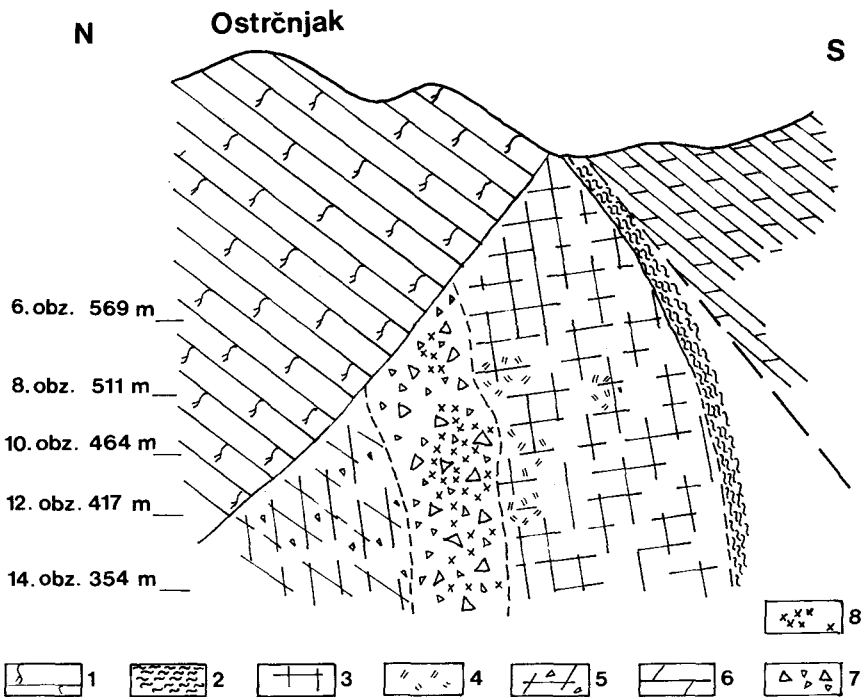 Ostrčnjak
N
S
6. obz. 569 m
8. obz. 511 m
10. obz. 464 m
12. obz. 417 m
14. obz. 354 m
8
1 2 3 4 5 6 7